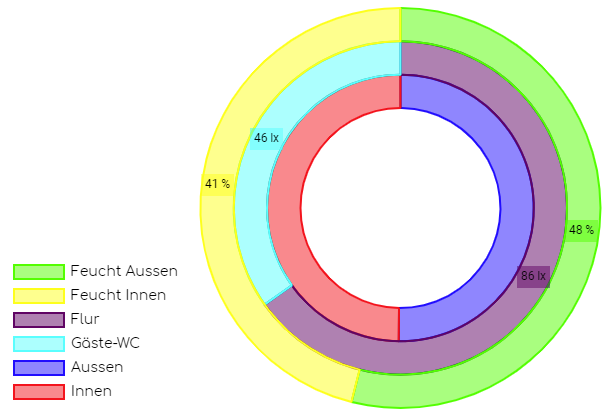 46 lx
41 %
48 %
86 lx
Feucht Aussen
Feucht Innen
Flur
Gäste-WC
Aussen
Innen